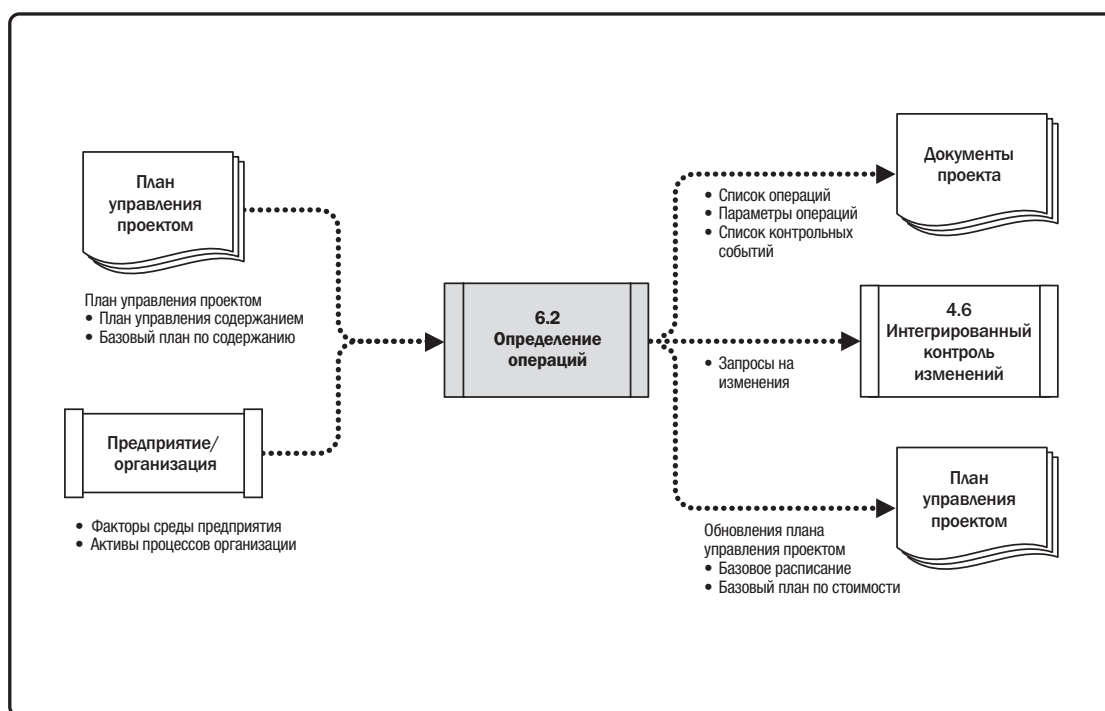 План
управления
проектом
План управления проектом
• План управления содержанием
• Базовый план по содержанию
Предприятие/
организация
• Факторы среды предприятия
• Активы процессов организации
6.2
Определение
операций
• Список операций
• Параметры операций
• Список контрольных
событий
Документы
проекта
• Запросы на
изменения
4.6
Интегрированный
контроль
изменений
Обновления плана
управления проектом
• Базовое расписание
• Базовый план по стоимости
План
управления
проектом